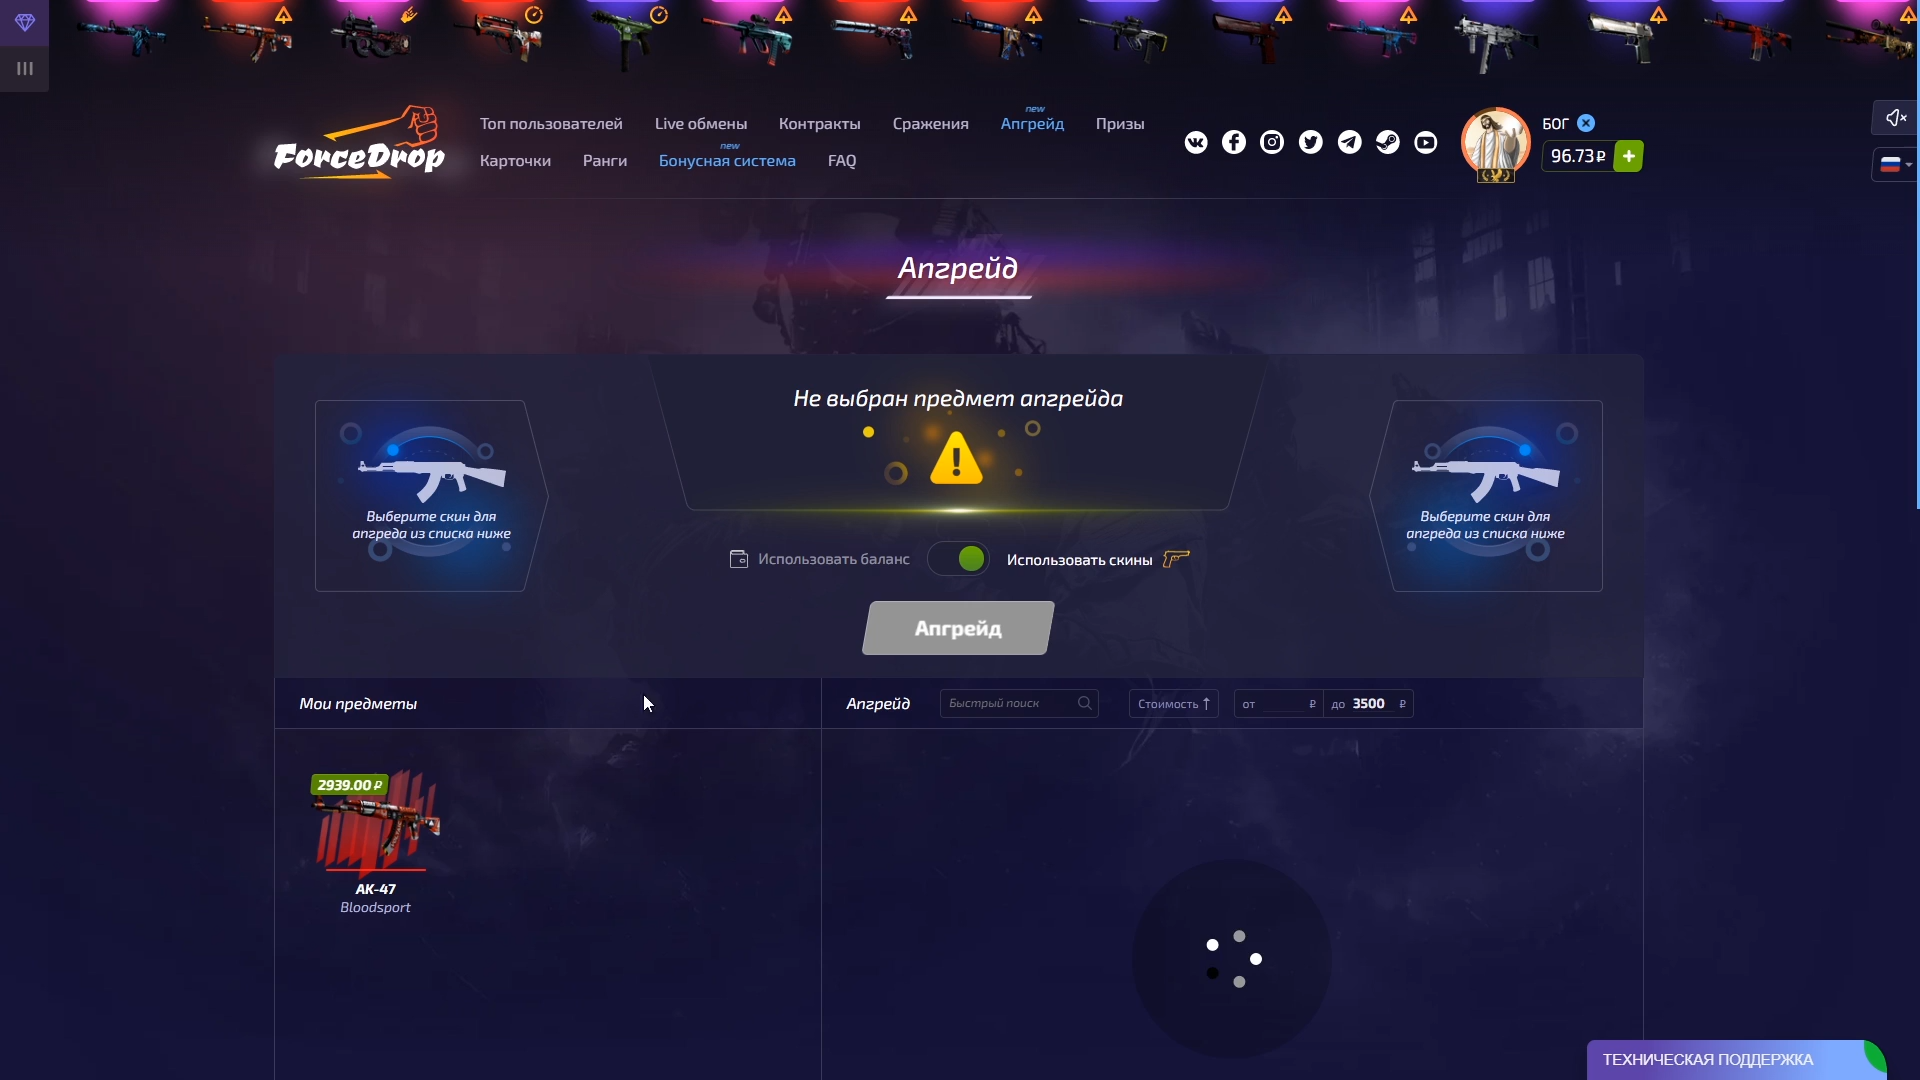 new
Топ пользователей Live обмены Контракты Сражения Апгрейд Призы
БОГ
ForceDrop
new
Карточки Ранги Бонусная система FAQ
96.73 ₽ +
Апгрейд
Не выбран предмет апгрейда
Выберите скин для
апгреда из списка ниже
Выберите скин для
апгреда из списка ниже
Использовать баланс Использовать скины
Апгрейд
Мои предметы
Апгрейд Быстрый поиск Стоимость ↑ от ₽ до 3500 ₽
2939.00 ₽
AK-47
Bloodsport
ТЕХНИЧЕСКАЯ ПОДДЕРЖКА